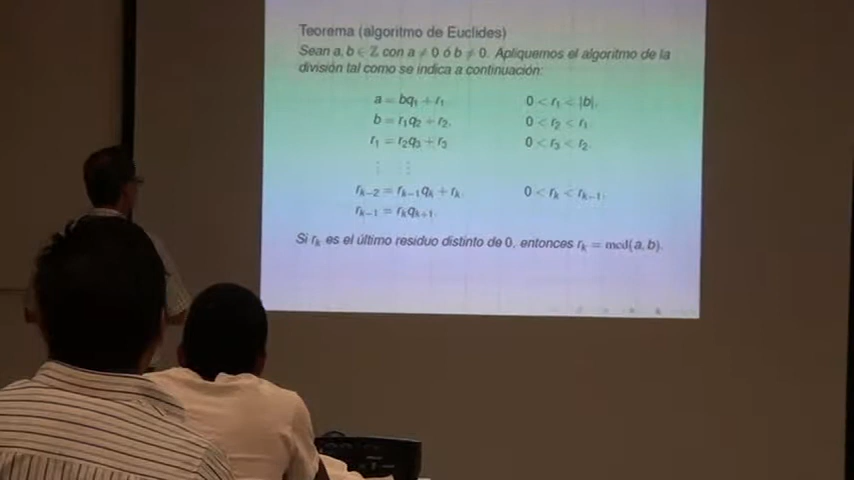 Teorema (algoritmo de Euclides)
Sean a, b ∈ ℤ con a ≠ 0 ó b ≠ 0. Apliquemos el algoritmo de la
división tal como se indica a continuación:
a = bq₁ + r₁ 0 < r₁ < |b|,
b = r₁q₂ + r₂, 0 < r₂ < r₁
r₁ = r₂q₃ + r₃ 0 < r₃ < r₂
⋮ ⋮
rₖ₋₂ = rₖ₋₁qₖ + rₖ, 0 < rₖ < rₖ₋₁,
rₖ₋₁ = rₖqₖ₊₁.
Si rₖ es el último residuo distinto de 0, entonces rₖ = mcd(a, b).